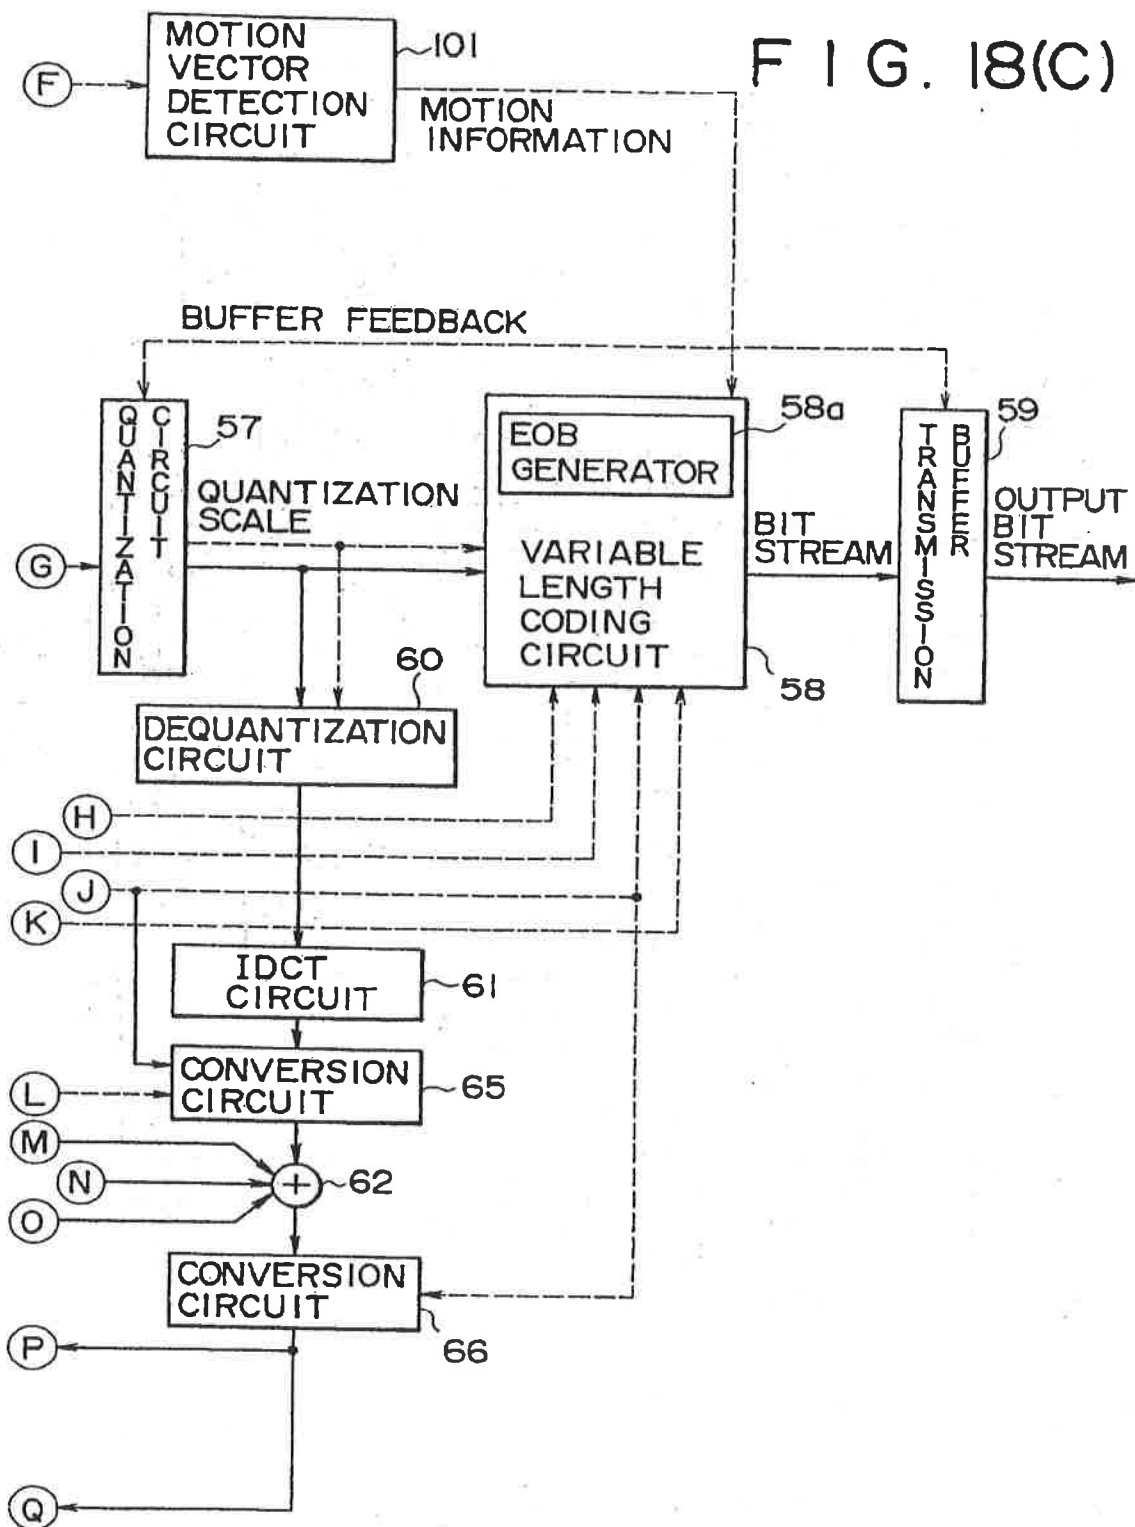 FIG. 18(C)
F
MOTION
VECTOR
DETECTION
CIRCUIT
101
MOTION
INFORMATION
BUFFER FEEDBACK
QUANTIZATION
CIRCUIT
57
G
QUANTIZATION
SCALE
EOB
GENERATOR
58a
VARIABLE
LENGTH
CODING
CIRCUIT
58
BIT
STREAM
TRANSMISSION
BUFFER
59
OUTPUT
BIT
STREAM
60
DEQUANTIZATION
CIRCUIT
H
I
J
K
IDCT
CIRCUIT
61
CONVERSION
CIRCUIT
65
L
M
N
O
+
62
CONVERSION
CIRCUIT
66
P
Q